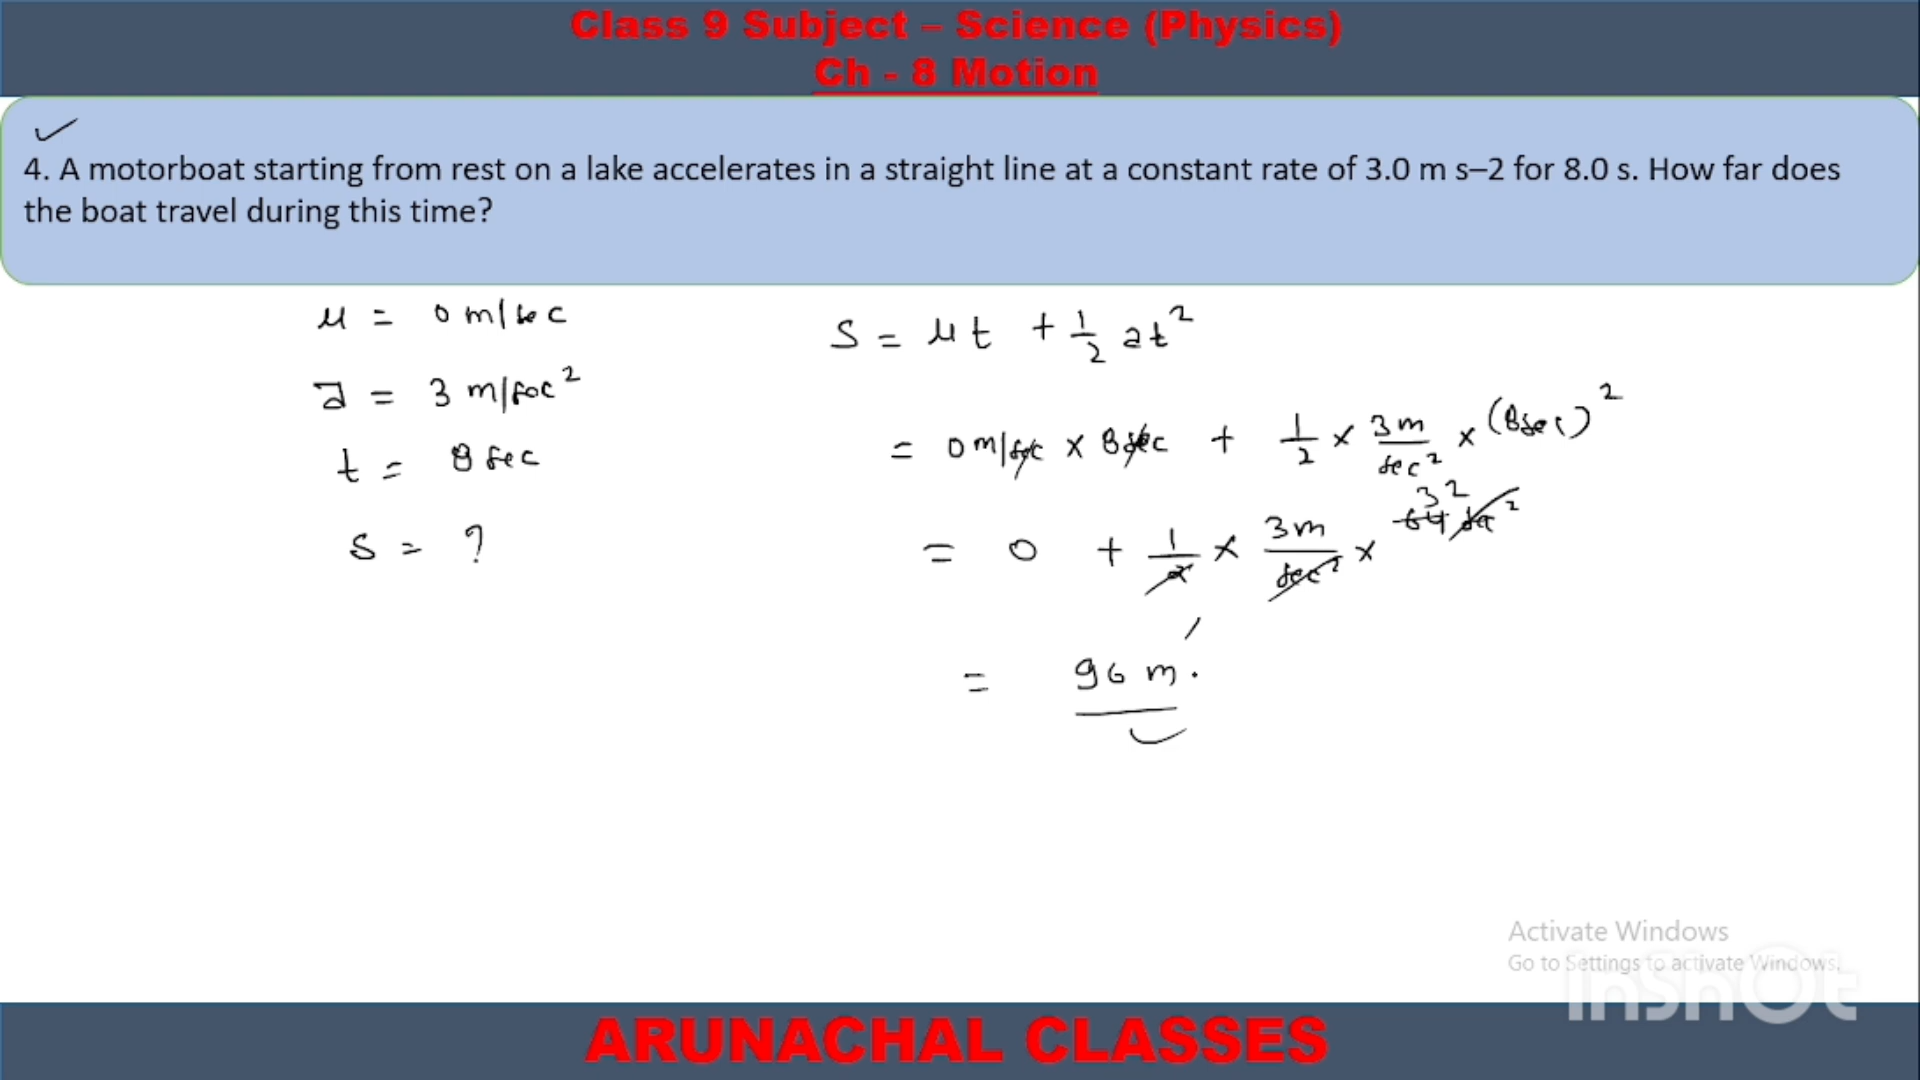 Class 9 Subject – Science (Physics)
Ch - 8 Motion
4. A motorboat starting from rest on a lake accelerates in a straight line at a constant rate of 3.0 m s–2 for 8.0 s. How far does
the boat travel during this time?
u = 0 m/sec
a = 3 m/sec²
t = 8 sec
s = ?
S = ut + 1/2 at²
= 0 m/sec × 8 sec + 1/2 × 3m/sec² × (8sec)²
32
= 0 + 1/2 × 3m/sec² × 64 sec²
= 96 m.
Activate Windows
Go to Settings to activate Windows.
InShOt
ARUNACHAL CLASSES